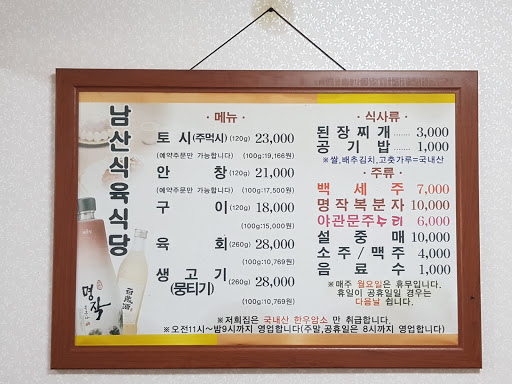 남산식육식당
· 메뉴 ·
토 시(주먹시) (120g) 23,000
(예약주문만 가능합니다) (100g:19,166원)
안 창 (120g) 21,000
(예약주문만 가능합니다) (100g:17,500원)
구 이 (120g) 18,000
(100g:15,000원)
육 회 (260g) 28,000
(100g:10,769원)
생고기 (260g) 28,000
(뭉티기)
(100g:10,769원)
· 식사류 ·
된장찌개 ....... 3,000
공기밥 ........... 1,000
※쌀,배추김치,고춧가루=국내산
· 주류 ·
백세주 7,000
명작복분자 10,000
야관문주누리 6,000
설중매 10,000
소주/맥주 4,000
음료수 1,000
※매주 월요일은 휴무입니다.
휴일이 공휴일일 경우는
다음날 쉽니다.
※저희집은 국내산 한우암소 만 취급합니다.
※오전11시~밤9시까지 영업합니다(주말,공휴일은 8시까지 영업합니다)
명작
百歲酒